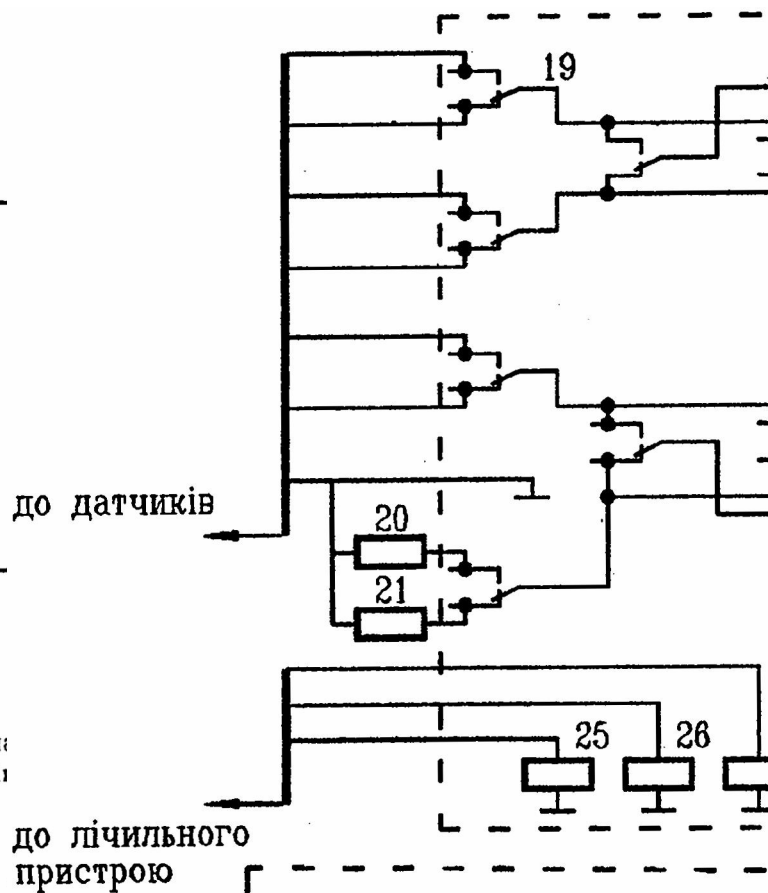 19
до датчиків
20
21
25
26
до лічильного
пристрою